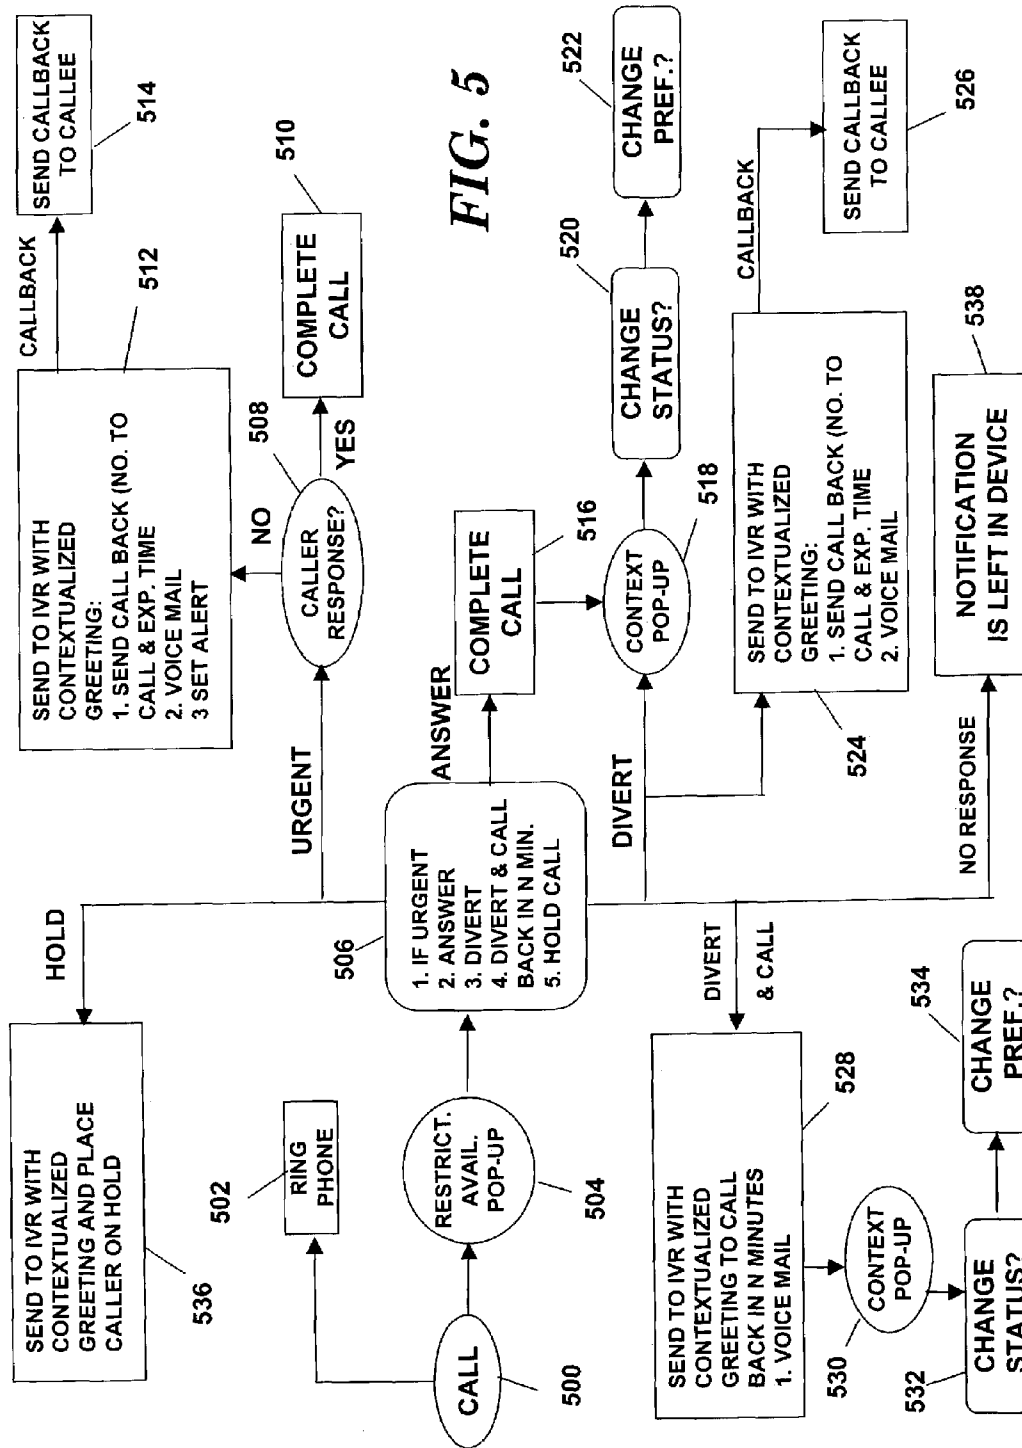 FIG. 5
SEND TO IVR WITH
CONTEXTUALIZED
GREETING AND PLACE
CALLER ON HOLD
536
HOLD
SEND TO IVR WITH
CONTEXTUALIZED
GREETING:
1. SEND CALL BACK (NO. TO
CALL & EXP. TIME
2. VOICE MAIL
3 SET ALERT
512
CALLBACK
SEND CALLBACK
TO CALLEE
514
502
RING
PHONE
URGENT
NO
CALLER
RESPONSE?
508
YES
COMPLETE
CALL
510
CALL
500
RESTRICT.
AVAIL.
POP-UP
504
506
1. IF URGENT
2. ANSWER
3. DIVERT
4. DIVERT & CALL
BACK IN N MIN.
5. HOLD CALL
ANSWER
COMPLETE
CALL
516
DIVERT
CONTEXT
POP-UP
518
CHANGE
STATUS?
520
CHANGE
PREF.?
522
SEND TO IVR WITH
CONTEXTUALIZED
GREETING:
1. SEND CALL BACK (NO. TO
CALL & EXP. TIME
2. VOICE MAIL
524
CALLBACK
SEND CALLBACK
TO CALLEE
526
DIVERT
& CALL
SEND TO IVR WITH
CONTEXTUALIZED
GREETING TO CALL
BACK IN N MINUTES
1. VOICE MAIL
528
CONTEXT
POP-UP
530
CHANGE
STATUS?
532
CHANGE
PREF.?
534
NO RESPONSE
NOTIFICATION
IS LEFT IN DEVICE
538